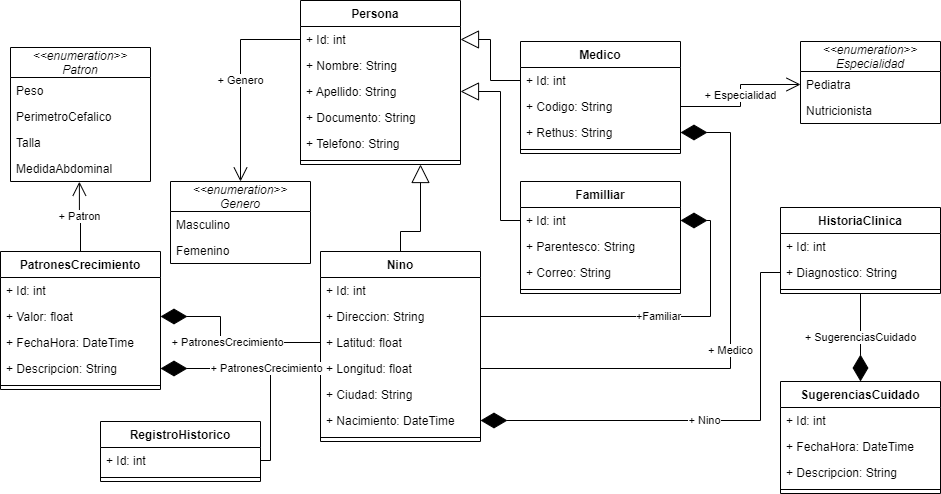 Persona
+ Id: int
+ Nombre: String
+ Apellido: String
+ Documento: String
+ Telefono: String
<<enumeration>>
Patron
Peso
PerimetroCefalico
Talla
MedidaAbdominal
+ Genero
Medico
+ Id: int
+ Codigo: String
+ Rethus: String
+ Especialidad
<<enumeration>>
Especialidad
Pediatra
Nutricionista
<<enumeration>>
Genero
Masculino
Femenino
+ Patron
Familliar
+ Id: int
+ Parentesco: String
+ Correo: String
HistoriaClinica
+ Id: int
+ Diagnostico: String
PatronesCrecimiento
+ Id: int
+ Valor: float
+ FechaHora: DateTime
+ Descripcion: String
Nino
+ Id: int
+ Direccion: String
+ Latitud: float
+ Longitud: float
+ Ciudad: String
+ Nacimiento: DateTime
+Familiar
+ PatronesCrecimiento
+ PatronesCrecimiento
+ Medico
+ SugerenciasCuidado
+ Nino
SugerenciasCuidado
+ Id: int
+ FechaHora: DateTime
+ Descripcion: String
RegistroHistorico
+ Id: int